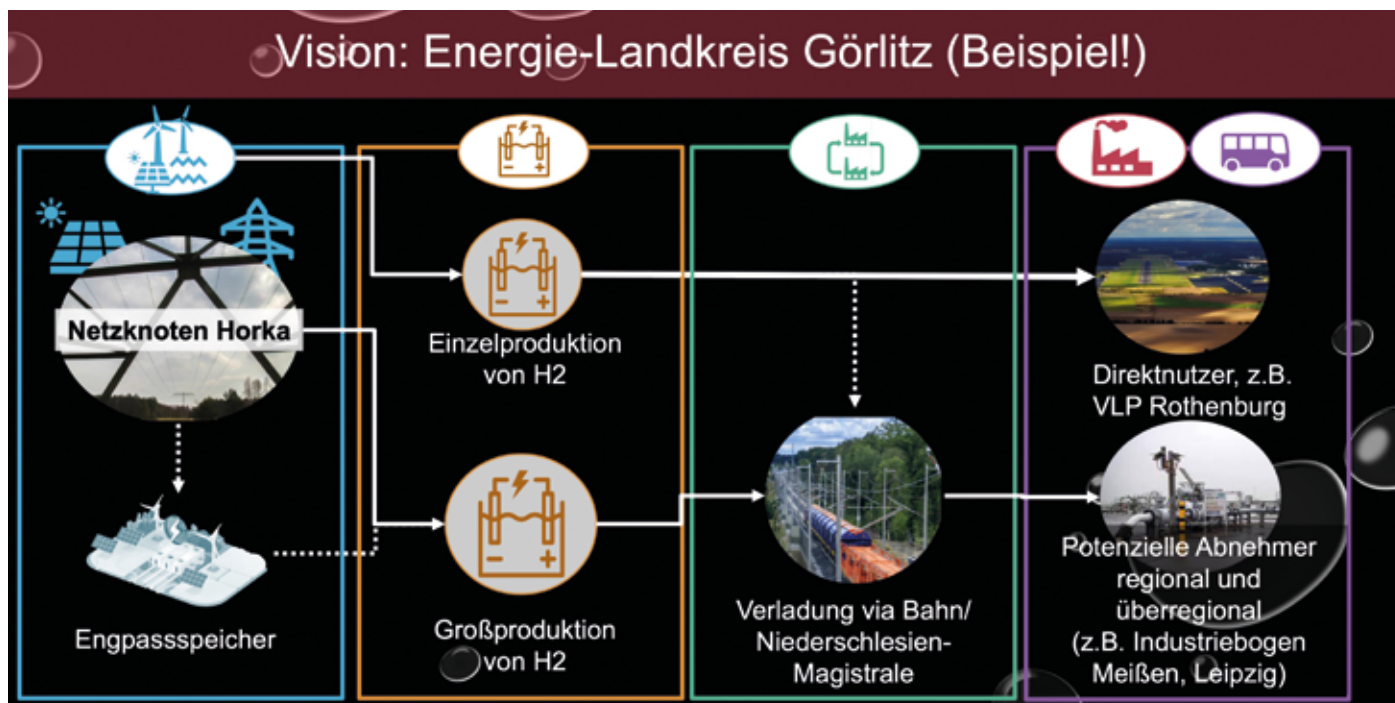 Vision: Energie-Landkreis Görlitz (Beispiel!)
Netzknoten Horka
Engpassspeicher
Einzelproduktion
von H2
Großproduktion
von H2
Verladung via Bahn/
Niederschlesien-
Magistrale
Direktnutzer, z.B.
VLP Rothenburg
Potenzielle Abnehmer
regional und
überregional
(z.B. Industriebogen
Meißen, Leipzig)